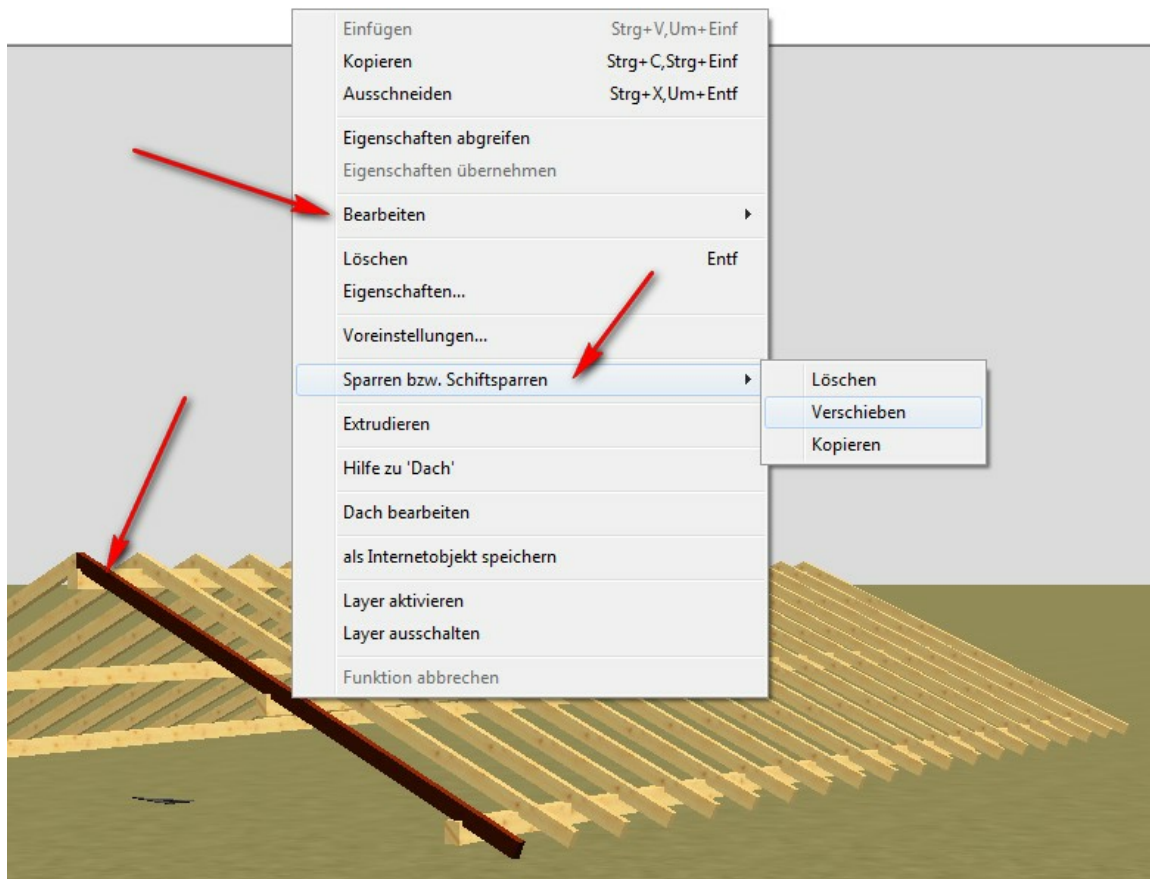 Einfügen Strg+V,Um+Einf
Kopieren Strg+C,Strg+Einf
Ausschneiden Strg+X,Um+Entf
Eigenschaften abgreifen
Eigenschaften übernehmen
Bearbeiten
Löschen Entf
Eigenschaften...
Voreinstellungen...
Sparren bzw. Schiftsparren
Löschen
Verschieben
Kopieren
Extrudieren
Hilfe zu 'Dach'
Dach bearbeiten
als Internetobjekt speichern
Layer aktivieren
Layer ausschalten
Funktion abbrechen